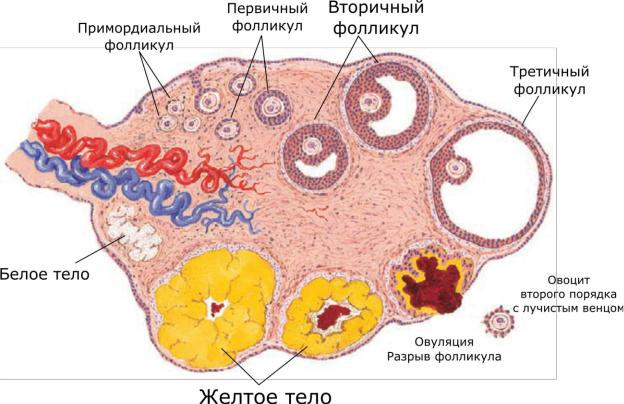 Примордиальный
фолликул
Первичный
фолликул
Вторичный
фолликул
Третичный
фолликул
Белое тело
Овоцит
второго порядка
с лучистым венцом
Овуляция
Разрыв фолликула
Желтое тело